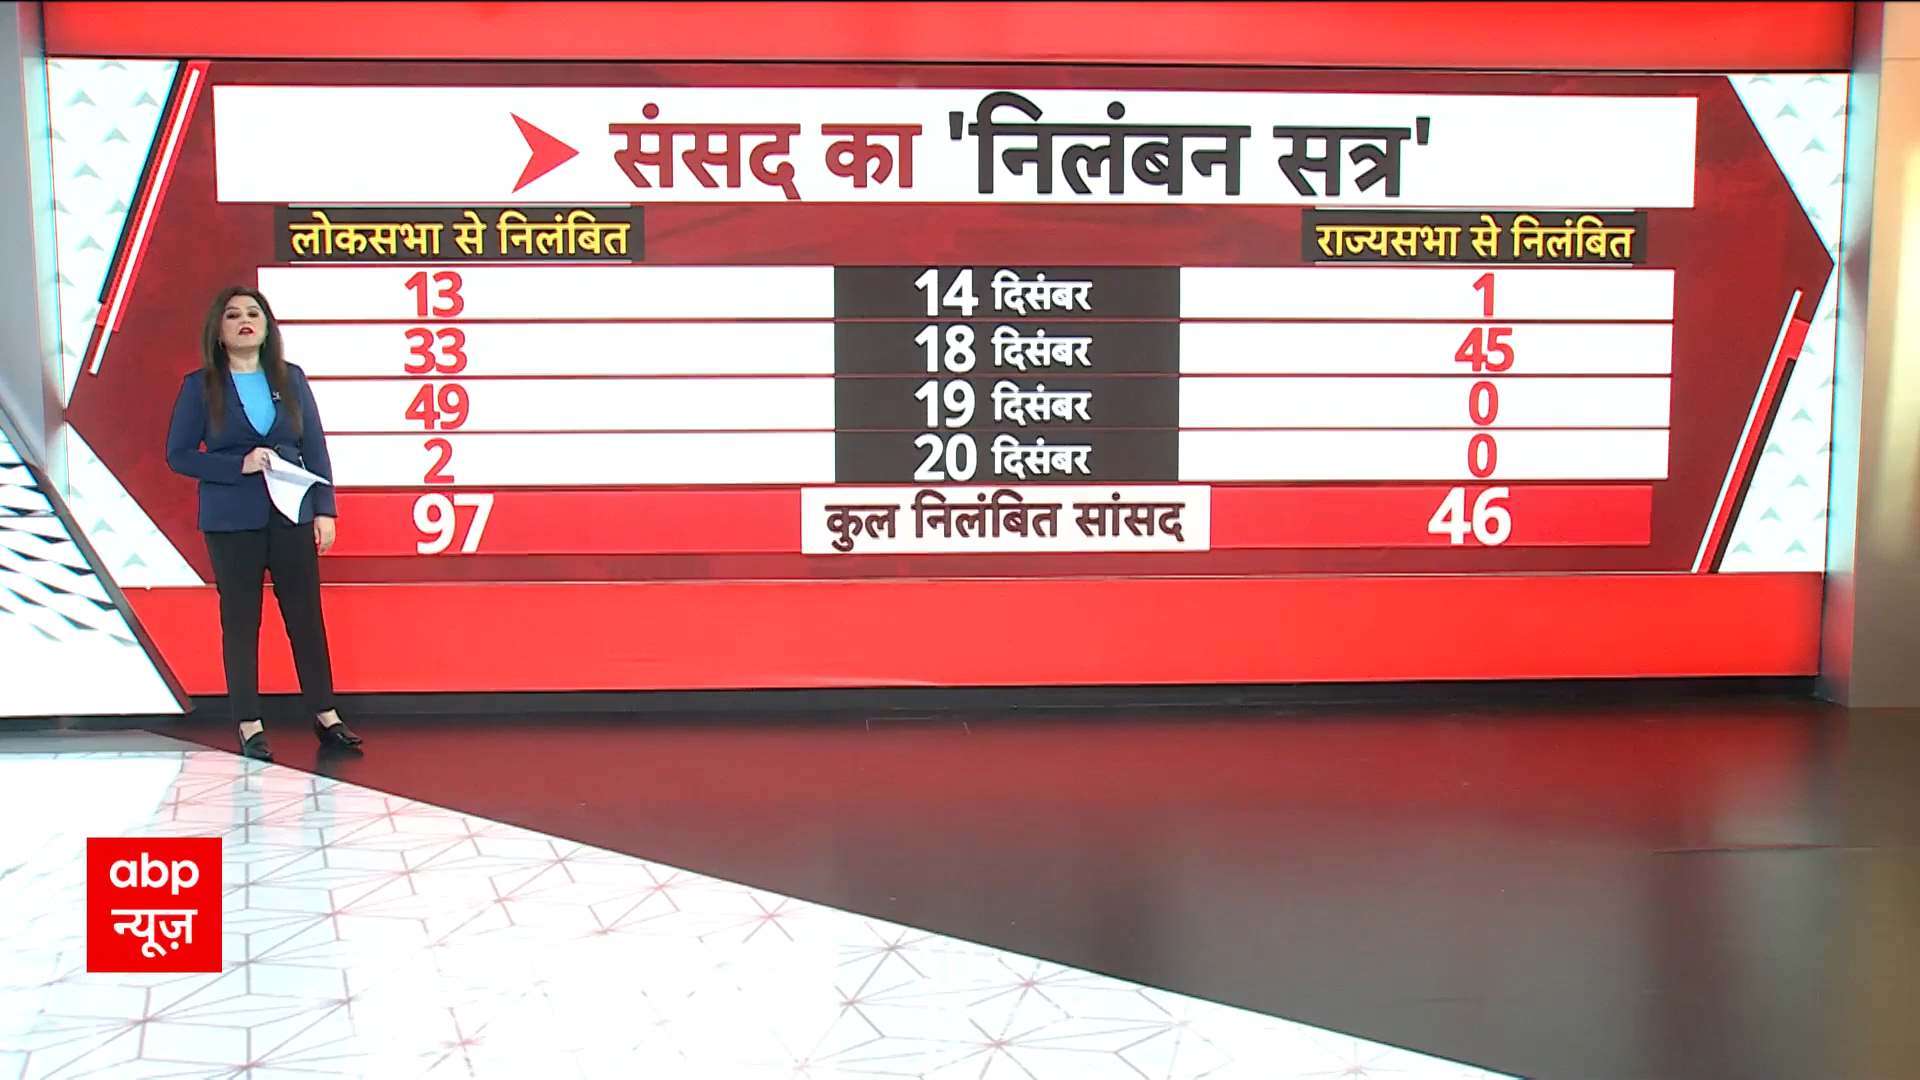 संसद का 'निलंबन सत्र'
लोकसभा से निलंबित राज्यसभा से निलंबित
13 14 दिसंबर 1
33 18 दिसंबर 45
49 19 दिसंबर 0
2 20 दिसंबर 0
97 कुल निलंबित सांसद 46
abp
न्यूज़